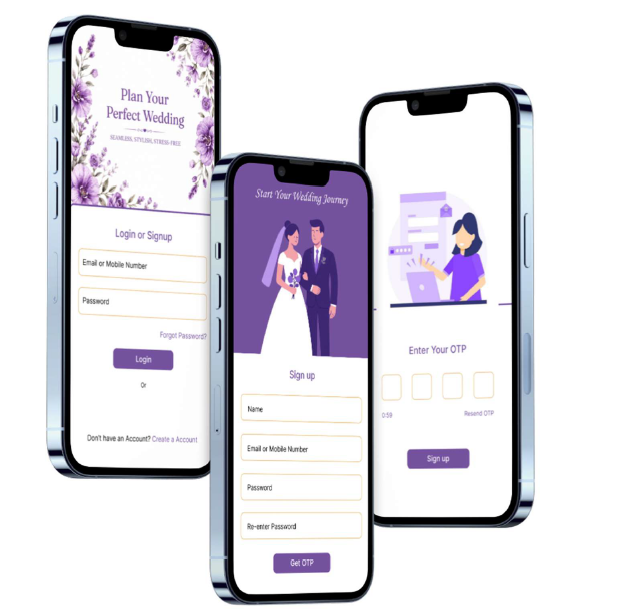 Plan Your
Perfect Wedding
SEAMLESS, STYLISH, STRESS-FREE
Login or Signup
Email or Mobile Number
Password
Forgot Password?
Login
Or
Don't have an Account? Create a Account
Start Your Wedding Journey
Sign up
Name
Email or Mobile Number
Password
Re-enter Password
Get OTP
Enter Your OTP
0:59 Resend OTP
Sign up